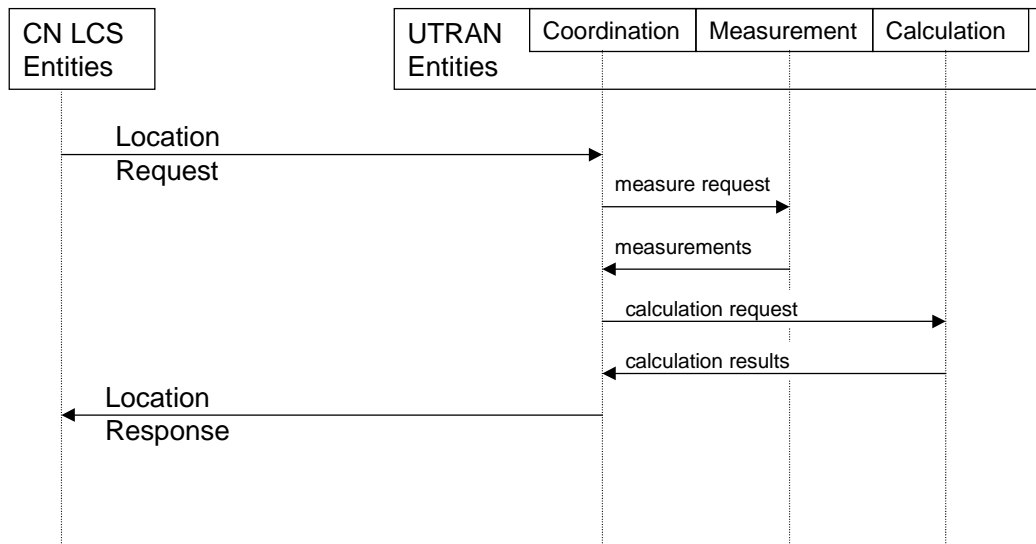 CN LCS
Entities
UTRAN
Entities
Coordination
Measurement
Calculation
Location
Request
measure request
measurements
calculation request
calculation results
Location
Response